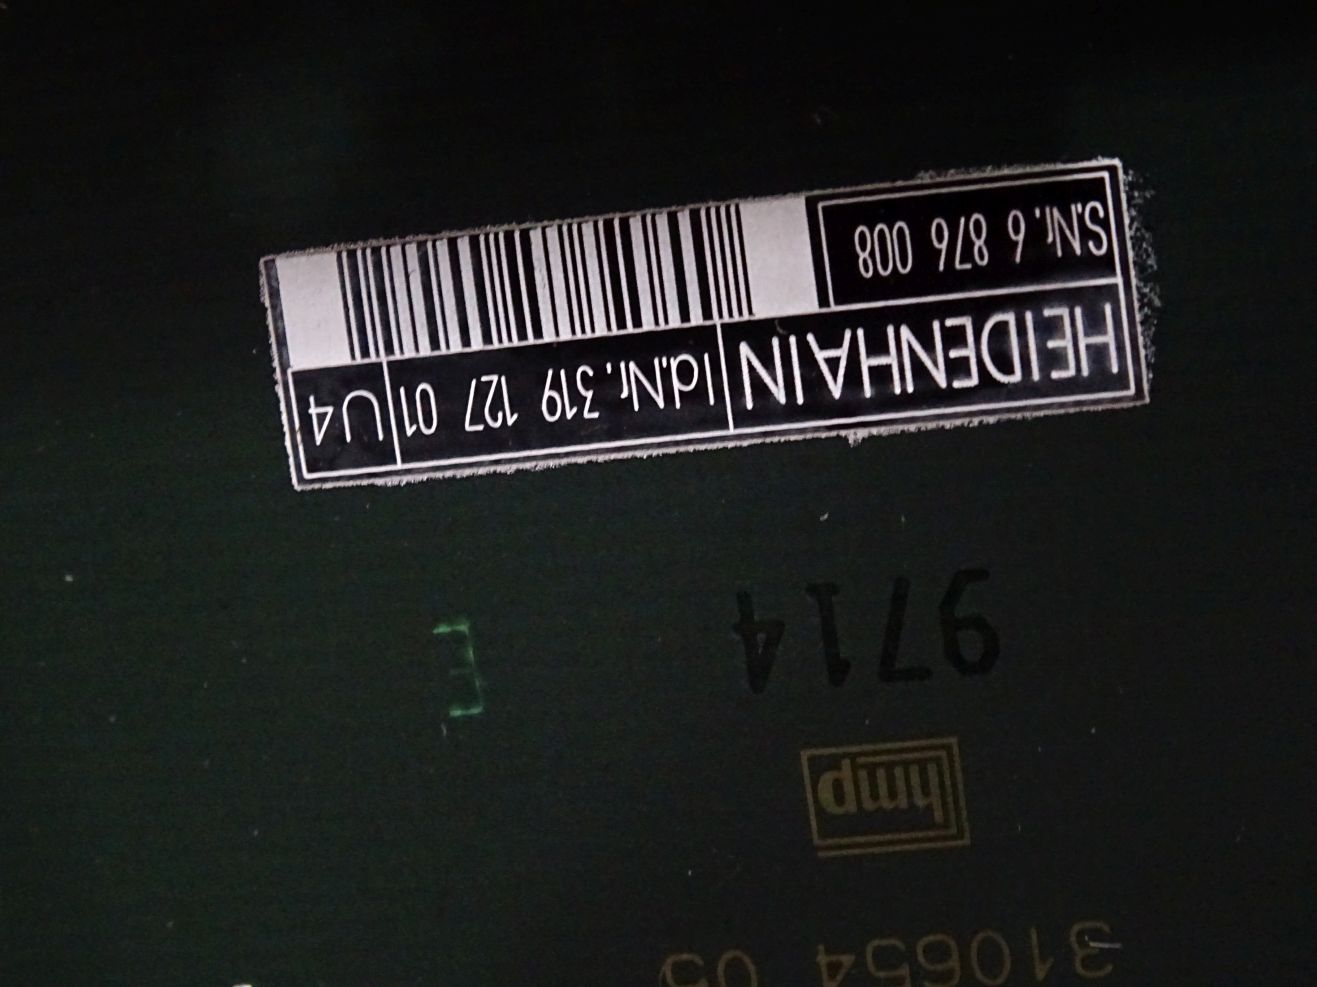 310654 05
hmp
9714 E
HEIDENHAIN Id.Nr. 319 127 01 U4
S.Nr. 6 876 008